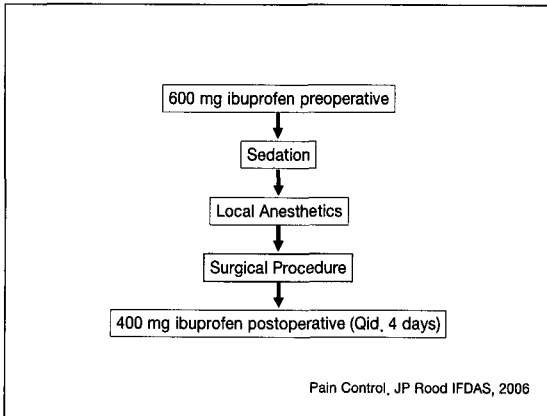 600 mg ibuprofen preoperative
Sedation
Local Anesthetics
Surgical Procedure
400 mg ibuprofen postoperative (Qid, 4 days)
Pain Control, JP Rood IFDAS, 2006